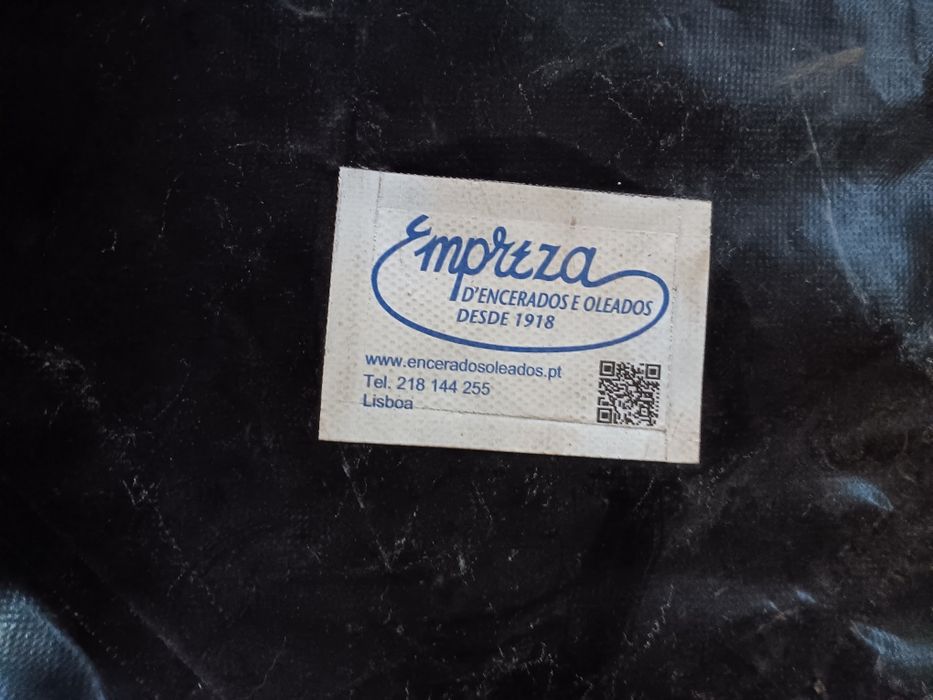 Empreza
D'ENCERADOS E OLEADOS
DESDE 1918
www.enceradosoleados.pt
Tel. 218 144 255
Lisboa